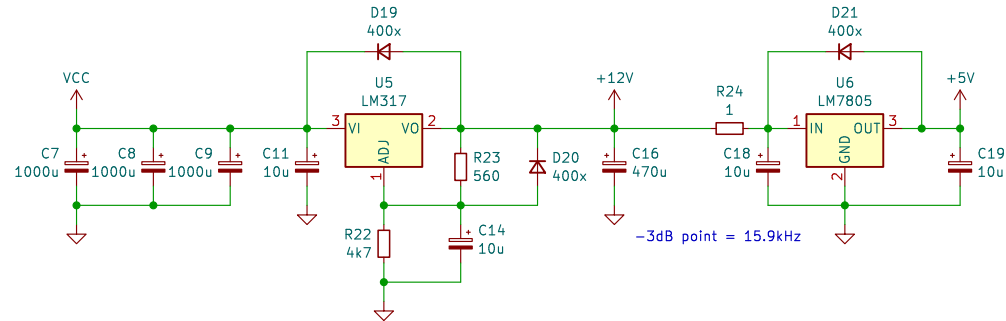 D19
400x
D21
400x
VCC
U5
LM317
+12V
R24
1
U6
LM7805
+5V
3
VI
VO
2
ADJ
1
1
IN
OUT
3
GND
2
C7
1000u
C8
1000u
C9
1000u
C11
10u
R23
560
D20
400x
C16
470u
C18
10u
C19
10u
R22
4k7
C14
10u
-3dB point = 15.9kHz